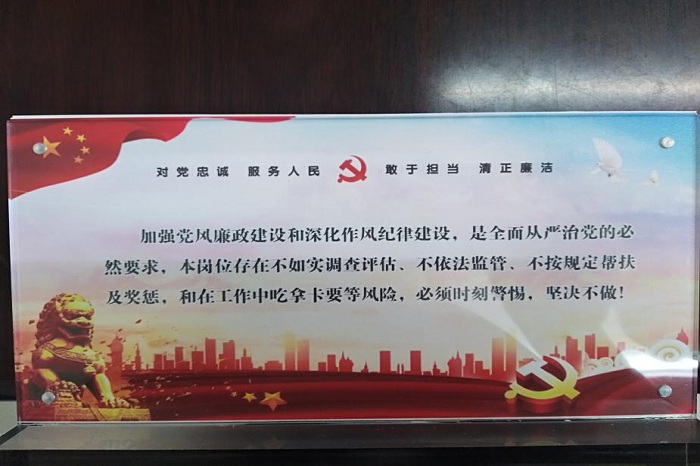 对党忠诚 服务人民 敢于担当 清正廉洁
加强党风廉政建设和深化作风纪律建设，是全面从严治党的必
然要求，本岗位存在不如实调查评估、不依法监管、不按规定帮扶
及奖惩，和在工作中吃拿卡要等风险，必须时刻警惕，坚决不做！